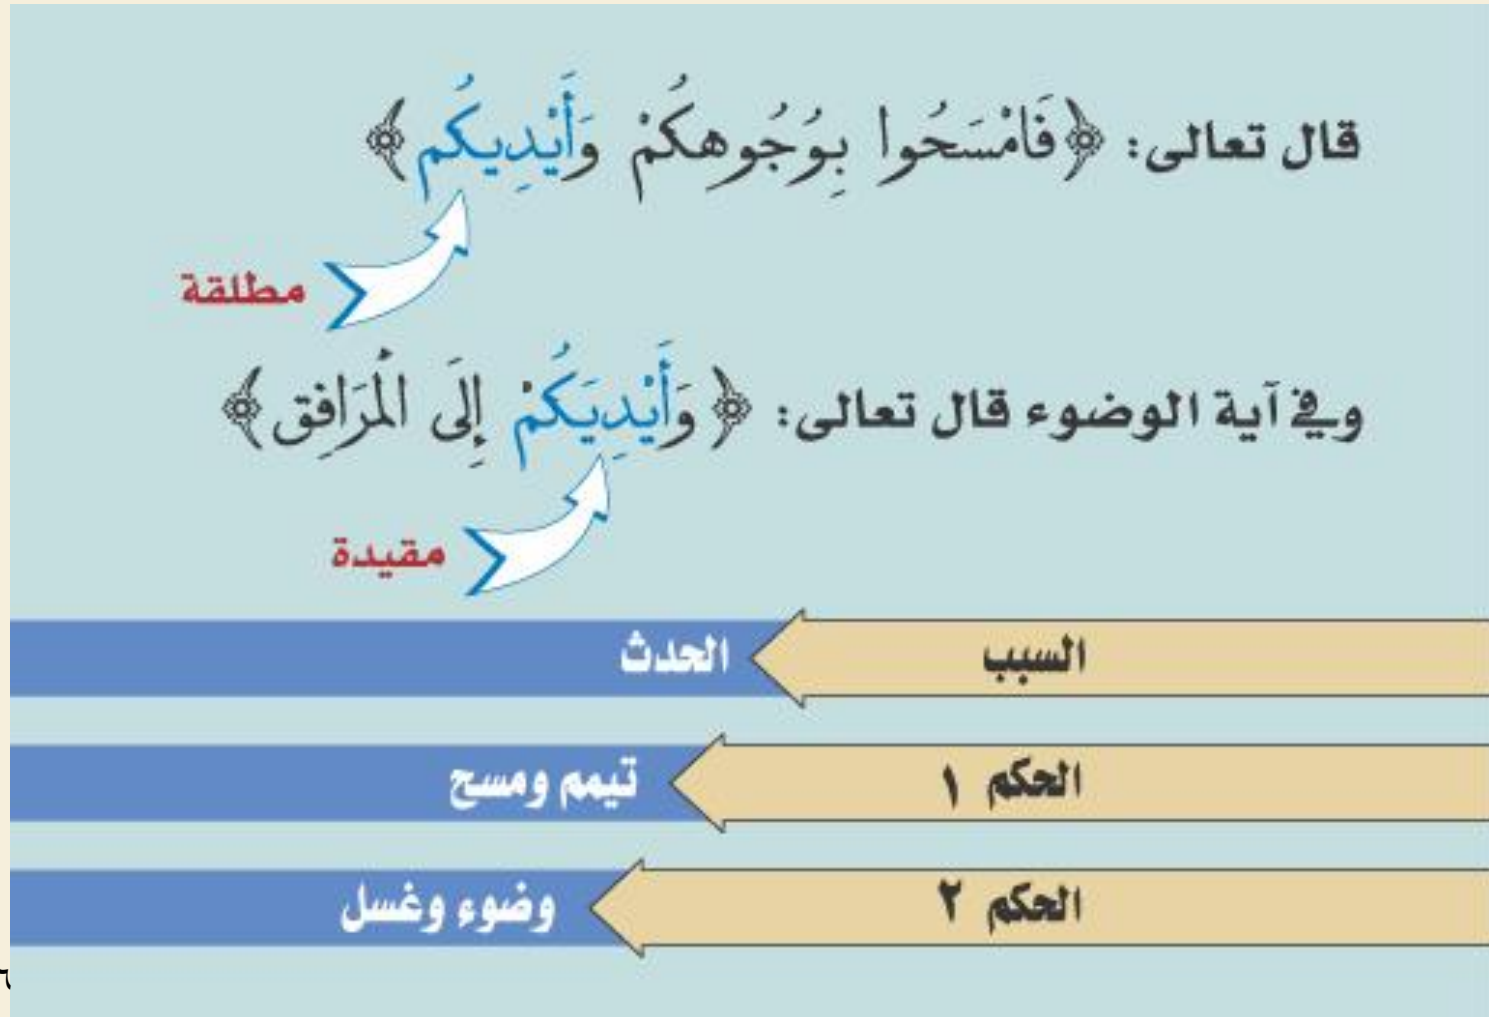 قال تعالى: ﴿فَامْسَحُوا بِوُجُوهِكُمْ وَأَيْدِيكُم﴾
مطلقة
وفي آية الوضوء قال تعالى: ﴿وَأَيْدِيَكُمْ إِلَى الْمَرَافِق﴾
مقيدة
السبب الحدث
الحكم ١ تيمم ومسح
الحكم ٢ وضوء وغسل